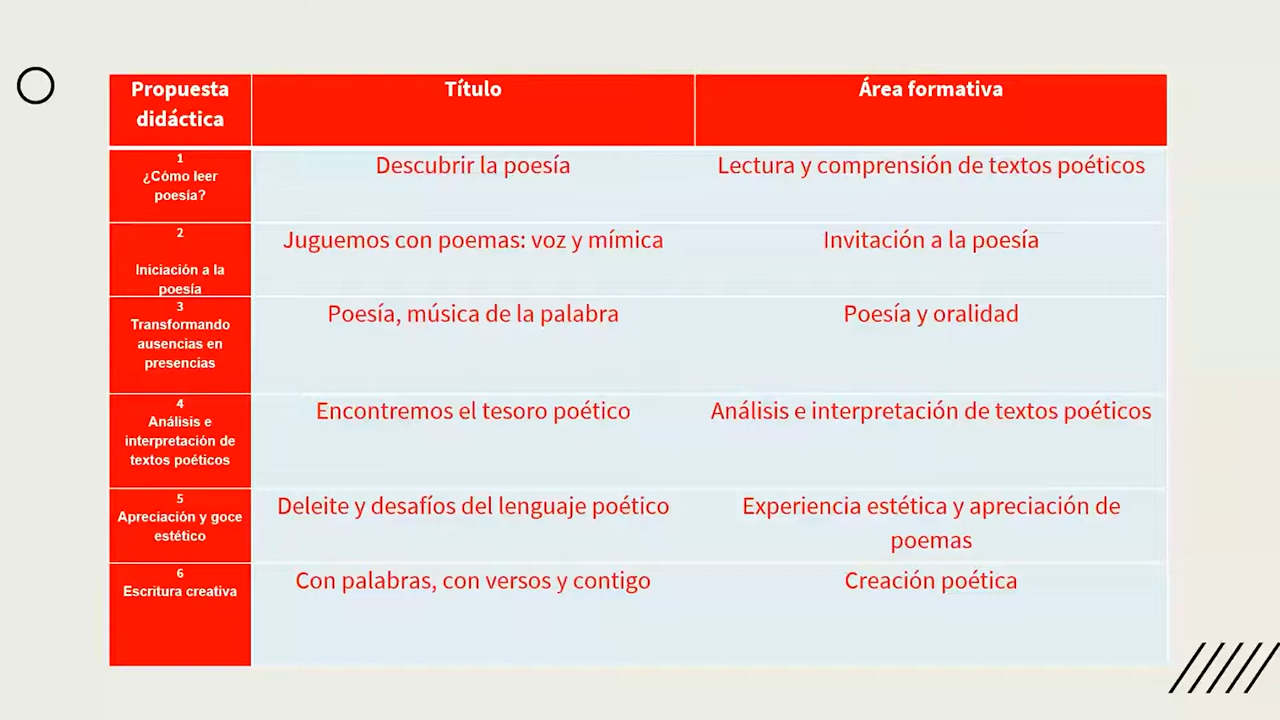 Propuesta
didáctica
Título
Área formativa
1
¿Cómo leer
poesía?
Descubrir la poesía
Lectura y comprensión de textos poéticos
2
Iniciación a la
poesía
Juguemos con poemas: voz y mímica
Invitación a la poesía
3
Transformando
ausencias en
presencias
Poesía, música de la palabra
Poesía y oralidad
4
Análisis e
interpretación de
textos poéticos
Encontremos el tesoro poético
Análisis e interpretación de textos poéticos
5
Apreciación y goce
estético
Deleite y desafíos del lenguaje poético
Experiencia estética y apreciación de
poemas
6
Escritura creativa
Con palabras, con versos y contigo
Creación poética